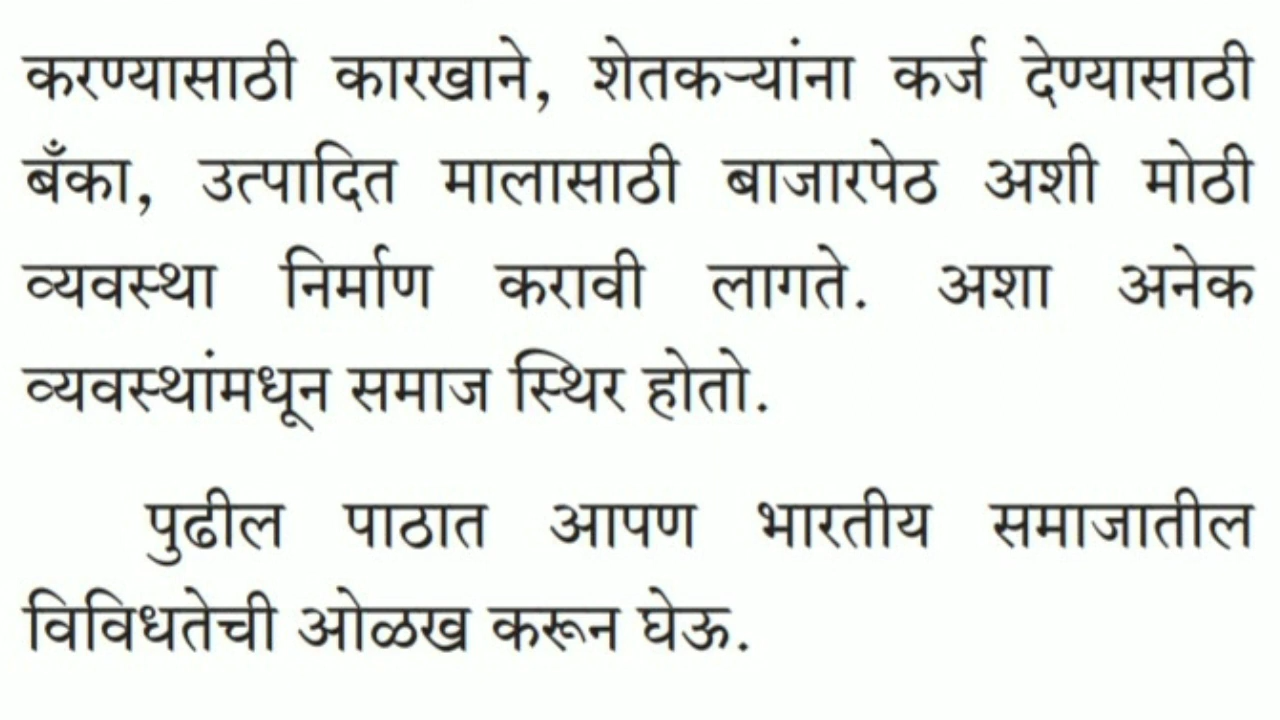 करण्यासाठी कारखाने, शेतकऱ्यांना कर्ज देण्यासाठी
बँका, उत्पादित मालासाठी बाजारपेठ अशी मोठी
व्यवस्था निर्माण करावी लागते. अशा अनेक
व्यवस्थांमधून समाज स्थिर होतो.
पुढील पाठात आपण भारतीय समाजातील
विविधतेची ओळख करून घेऊ.